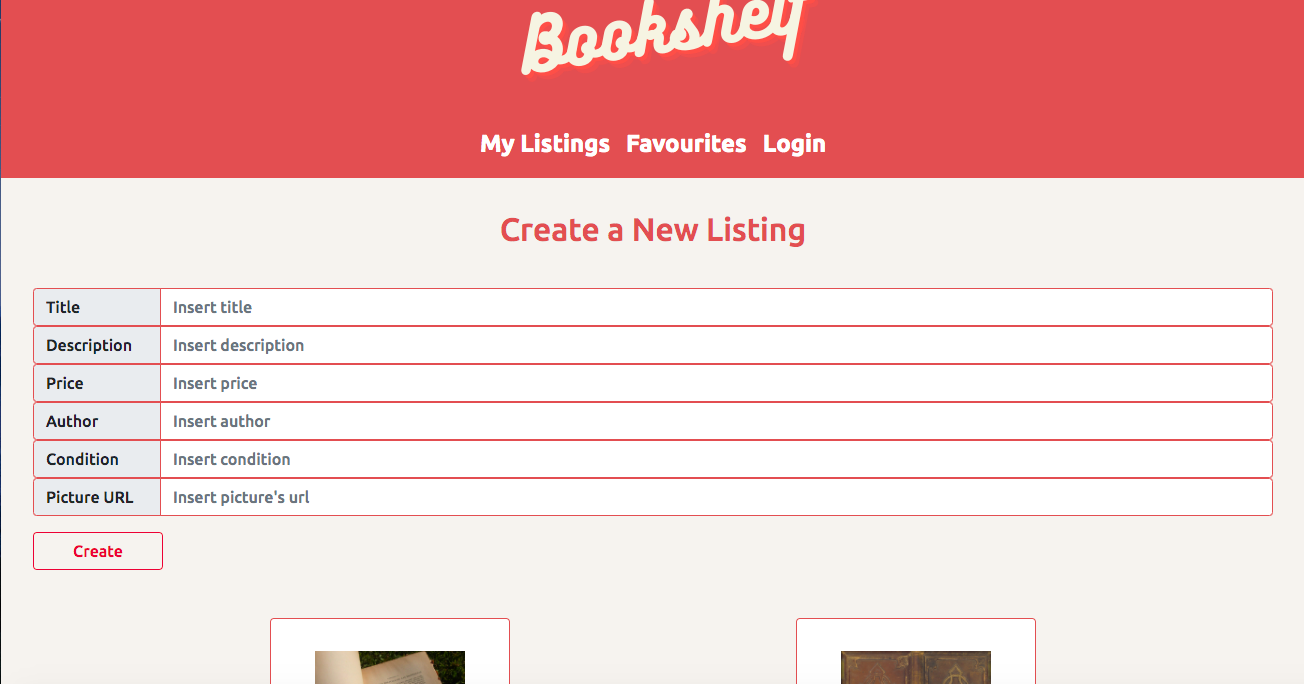 Bookshelf
My Listings Favourites Login
Create a New Listing
Title Insert title
Description Insert description
Price Insert price
Author Insert author
Condition Insert condition
Picture URL Insert picture's url
Create